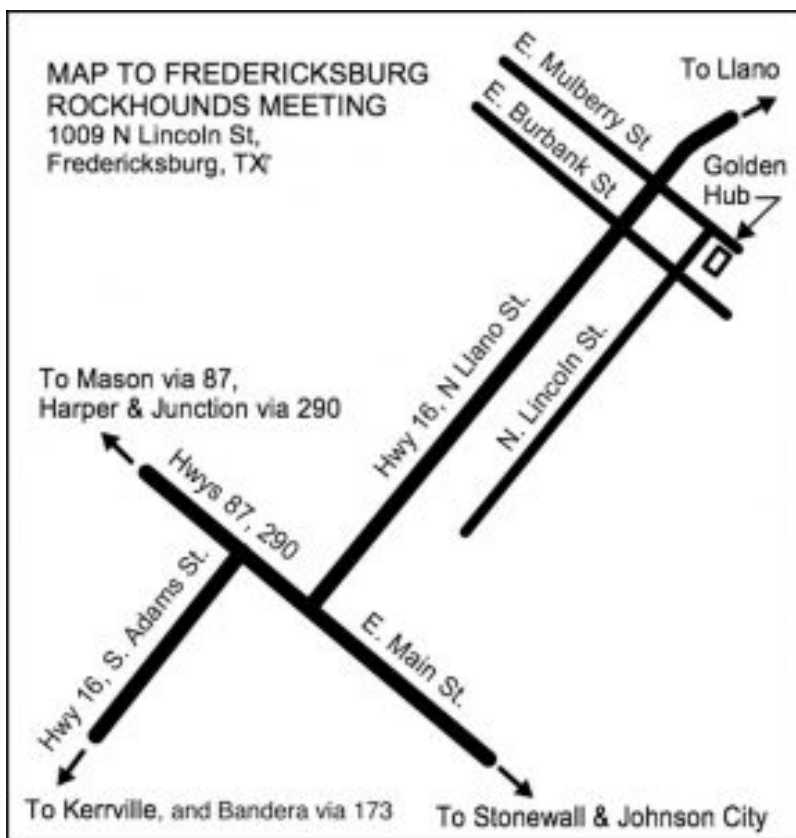 MAP TO FREDERICKSBURG
ROCKHOUNDS MEETING
1009 N Lincoln St,
Fredericksburg, TX
E. Mulberry St
E. Burbank St
To Llano
Golden
Hub
Hwy 16, N Llano St.
N. Lincoln St.
To Mason via 87,
Harper & Junction via 290
Hwys 87, 290
Hwy 16, S. Adams St.
E. Main St.
To Kerrville, and Bandera via 173
To Stonewall & Johnson City